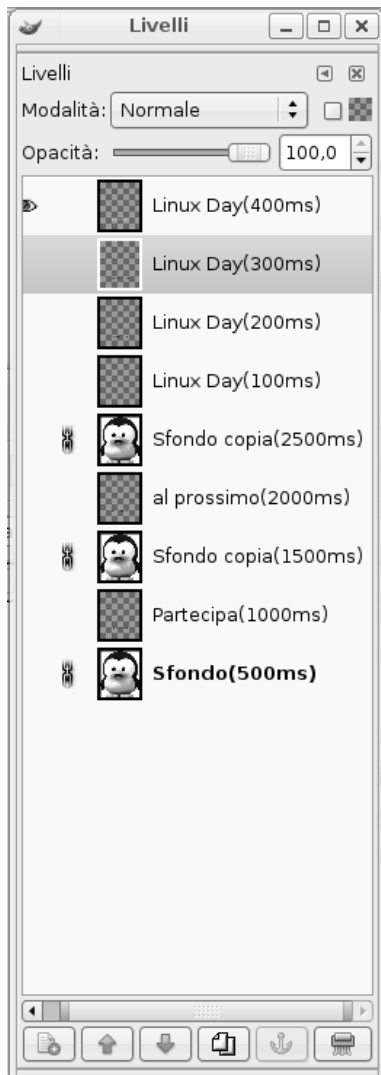 Livelli
Livelli
Modalità: Normale
Opacità: 100,0
Linux Day(400ms)
Linux Day(300ms)
Linux Day(200ms)
Linux Day(100ms)
Sfondo copia(2500ms)
al prossimo(2000ms)
Sfondo copia(1500ms)
Partecipa(1000ms)
Sfondo(500ms)